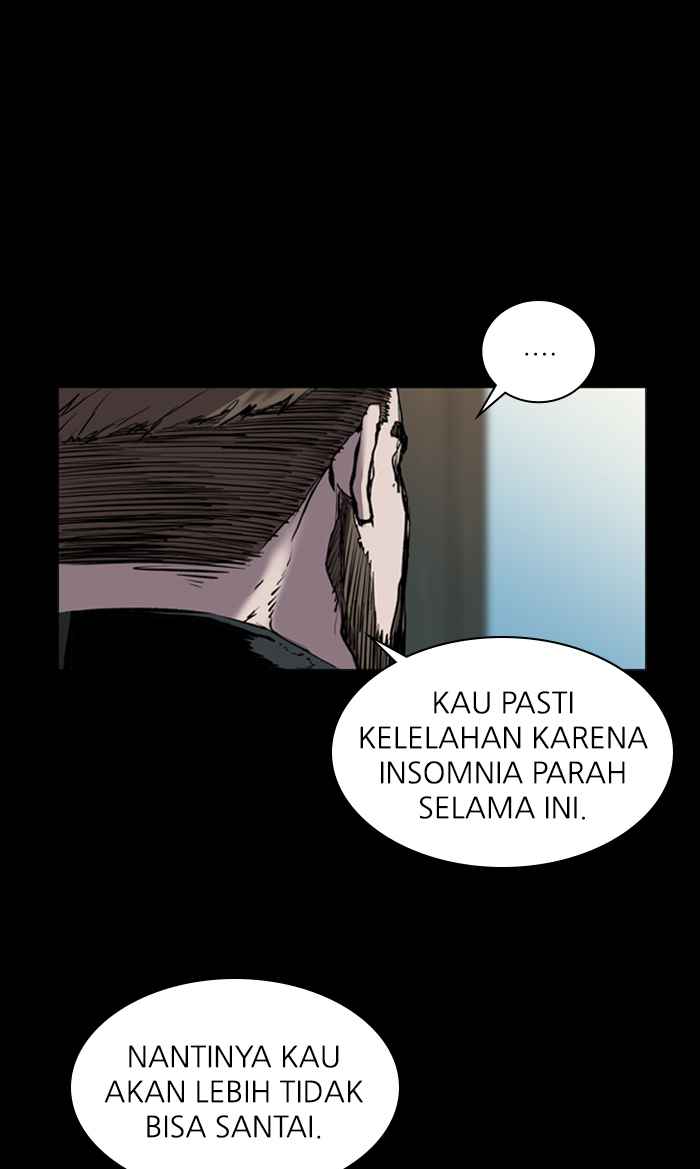 ....
KAU PASTI
KELELAHAN KARENA
INSOMNIA PARAH
SELAMA INI.
NANTINYA KAU
AKAN LEBIH TIDAK
BISA SANTAI.